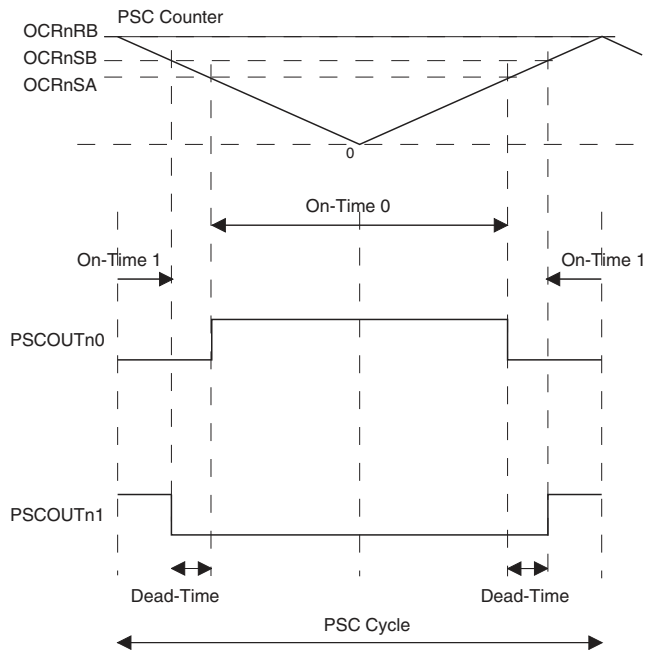 PSC Counter
OCRnRB
OCRnSB
OCRnSA
0
On-Time 0
On-Time 1
On-Time 1
PSCOUTn0
PSCOUTn1
Dead-Time
Dead-Time
PSC Cycle